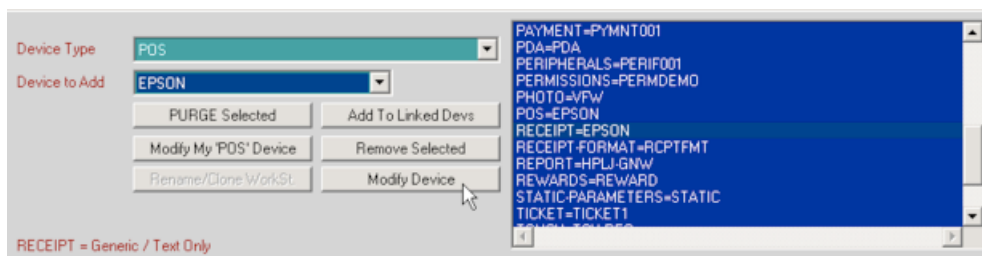 Device Type
POS
Device to Add
EPSON
PURGE Selected
Add To Linked Devs
Modify My 'POS' Device
Remove Selected
Rename/Clone WorkSt.
Modify Device
RECEIPT = Generic / Text Only
PAYMENT=PYMNT001
PDA=PDA
PERIPHERALS=PERIF001
PERMISSIONS=PERMDEMO
PHOTO=VFW
POS=EPSON
RECEIPT=EPSON
RECEIPT-FORMAT=RCPTFMT
REPORT=HPLJ-GNW
REWARDS=REWARD
STATIC-PARAMETERS=STATIC
TICKET=TICKET1